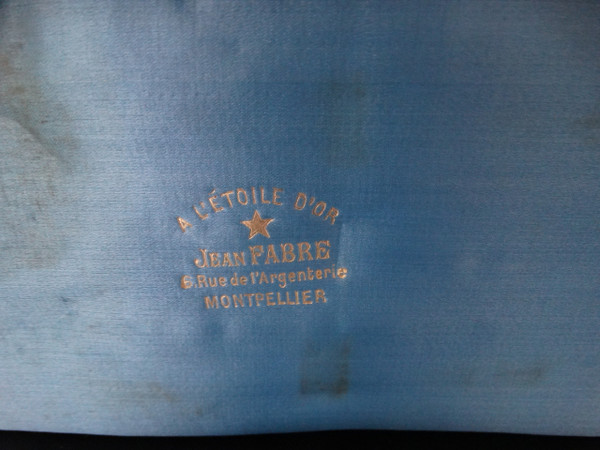 A L'ÉTOILE D'OR
JEAN FABRE
6, Rue de l'Argenterie
MONTPELLIER